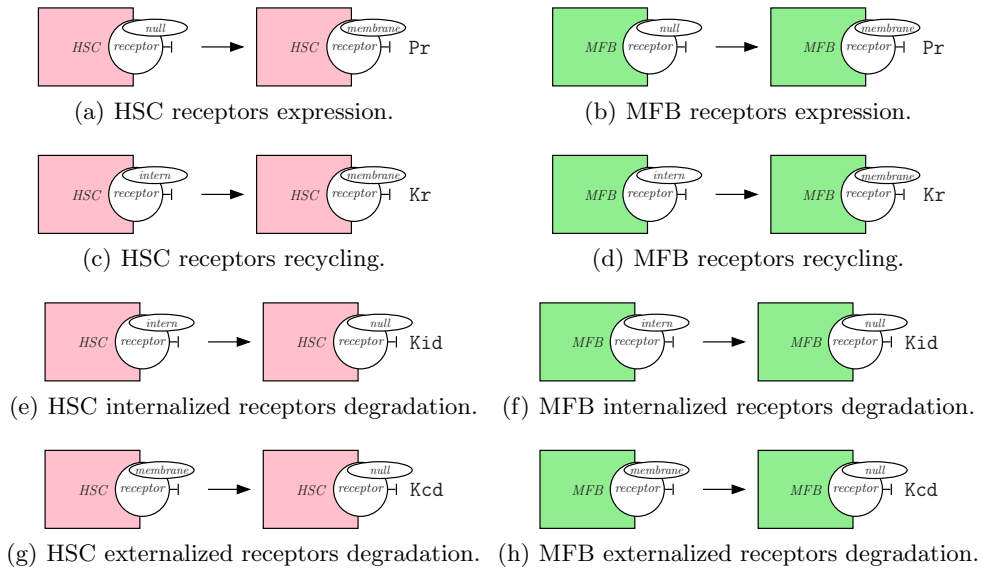 null membrane null membrane
HSC receptor HSC receptor Pr MFB receptor MFB receptor Pr
(a) HSC receptors expression. (b) MFB receptors expression.
intern membrane intern membrane
HSC receptor HSC receptor Kr MFB receptor MFB receptor Kr
(c) HSC receptors recycling. (d) MFB receptors recycling.
intern null intern null
HSC receptor HSC receptor Kid MFB receptor MFB receptor Kid
(e) HSC internalized receptors degradation. (f) MFB internalized receptors degradation.
membrane null membrane null
HSC receptor HSC receptor Kcd MFB receptor MFB receptor Kcd
(g) HSC externalized receptors degradation. (h) MFB externalized receptors degradation.